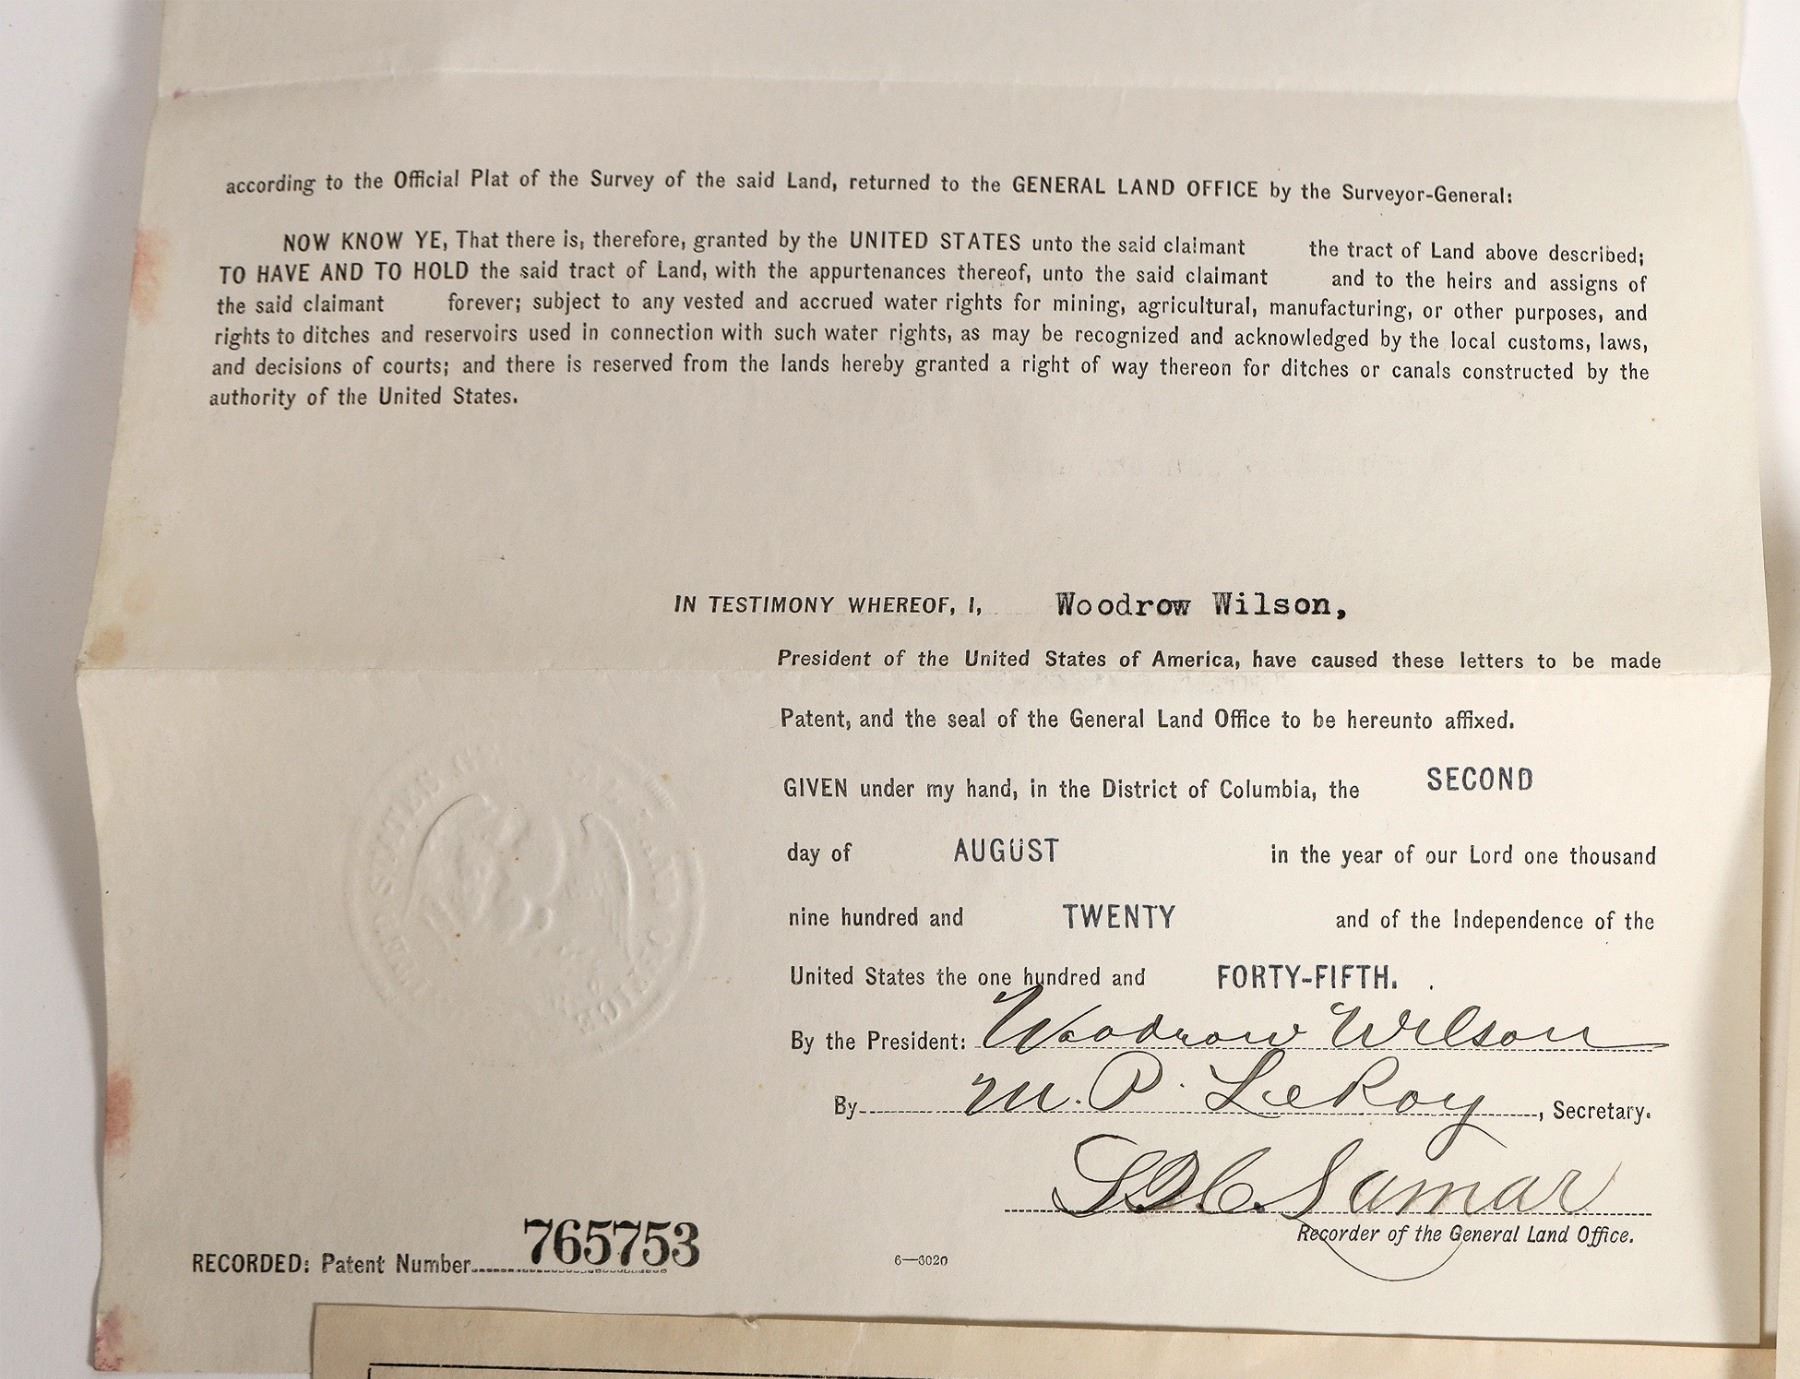 according to the Official Plat of the Survey of the said Land, returned to the GENERAL LAND OFFICE by the Surveyor-General:
NOW KNOW YE, That there is, therefore, granted by the UNITED STATES unto the said claimant the tract of Land above described;
TO HAVE AND TO HOLD the said tract of Land, with the appurtenances thereof, unto the said claimant and to the heirs and assigns of
the said claimant forever; subject to any vested and accrued water rights for mining, agricultural, manufacturing, or other purposes, and
rights to ditches and reservoirs used in connection with such water rights, as may be recognized and acknowledged by the local customs, laws,
and decisions of courts; and there is reserved from the lands hereby granted a right of way thereon for ditches or canals constructed by the
authority of the United States.
IN TESTIMONY WHEREOF, I, Woodrow Wilson,
President of the United States of America, have caused these letters to be made
Patent, and the seal of the General Land Office to be hereunto affixed.
GIVEN under my hand, in the District of Columbia, the SECOND
day of AUGUST in the year of our Lord one thousand
nine hundred and TWENTY and of the Independence of the
United States the one hundred and FORTY-FIFTH.
By the President: Woodrow Wilson
By M. P. LeRoy, Secretary.
L Q C Lamar
Recorder of the General Land Office.
RECORDED: Patent Number 765753
6—3020